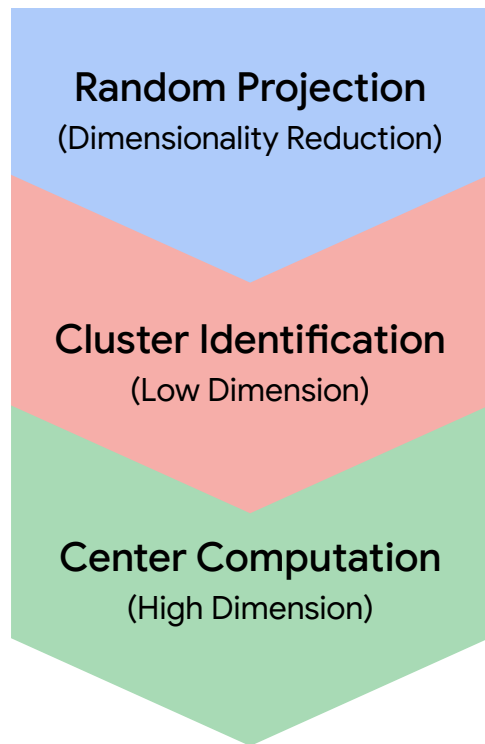 Random Projection
(Dimensionality Reduction)
Cluster Identification
(Low Dimension)
Center Computation
(High Dimension)